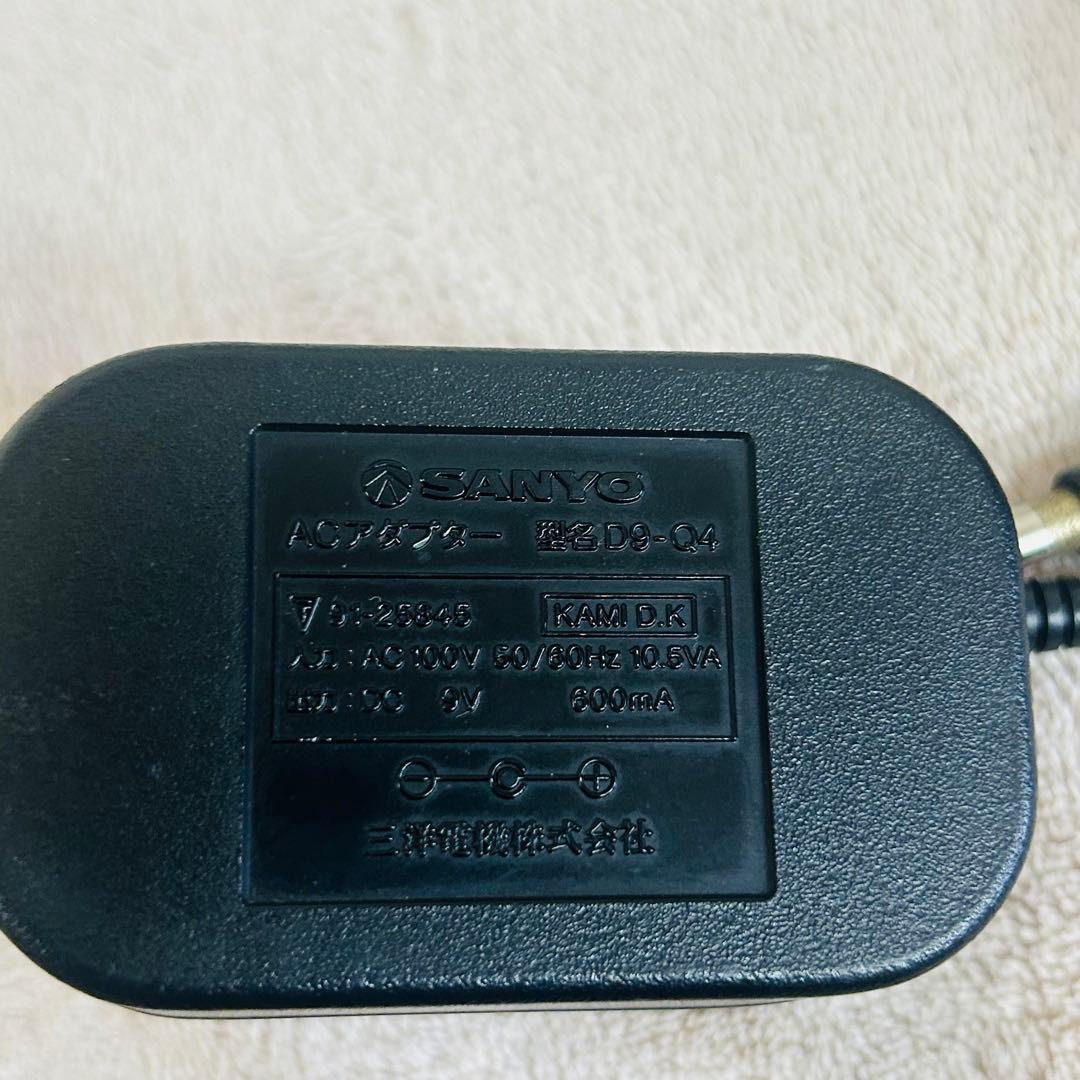 SANYO
ACアダプター 型名D9-Q4
91-25845 KAMI D.K
入力:AC100V 50/60Hz 10.5VA
出力:DC 9V 600mA
三洋電機株式会社